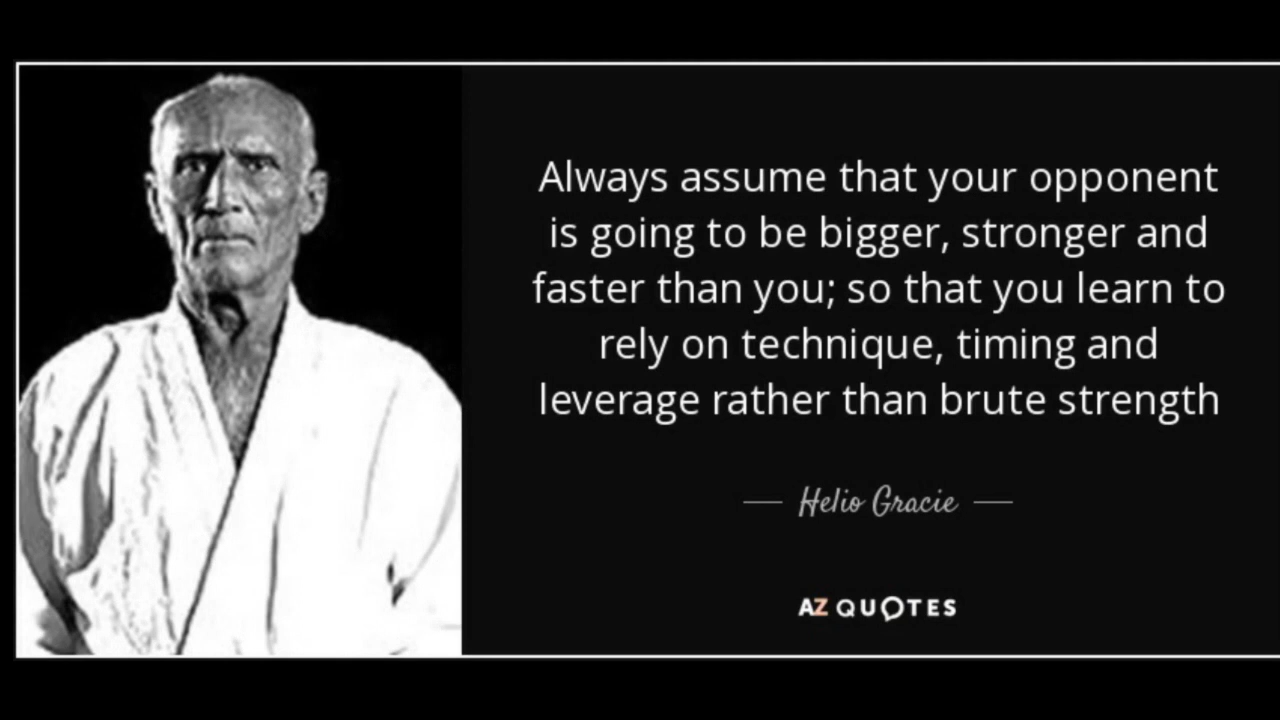 Always assume that your opponent
is going to be bigger, stronger and
faster than you; so that you learn to
rely on technique, timing and
leverage rather than brute strength
Helio Gracie
AZ QUOTES